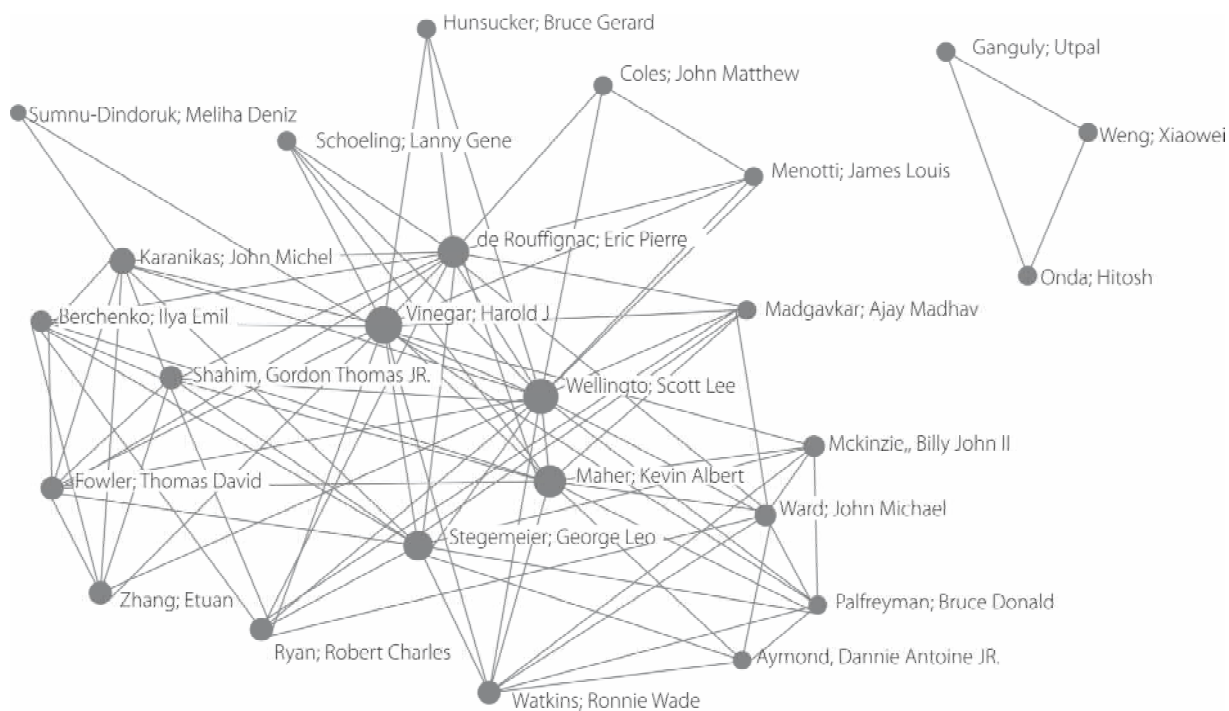 Hunsucker; Bruce Gerard
Ganguly; Utpal
Coles; John Matthew
Sumnu-Dindoruk; Meliha Deniz
Schoeling; Lanny Gene
Weng; Xiaowei
Menotti; James Louis
de Rouffignac; Eric Pierre
Karanikas; John Michel
Onda; Hitosh
Berchenko; Ilya Emil
Vinegar; Harold J
Madgavkar; Ajay Madhav
Shahim, Gordon Thomas JR.
Wellinqto; Scott Lee
Mckinzie,, Billy John II
Fowler; Thomas David
Maher; Kevin Albert
Ward; John Michael
Stegemeier; George Leo
Zhang; Etuan
Palfreyman; Bruce Donald
Ryan; Robert Charles
Aymond, Dannie Antoine JR.
Watkins; Ronnie Wade